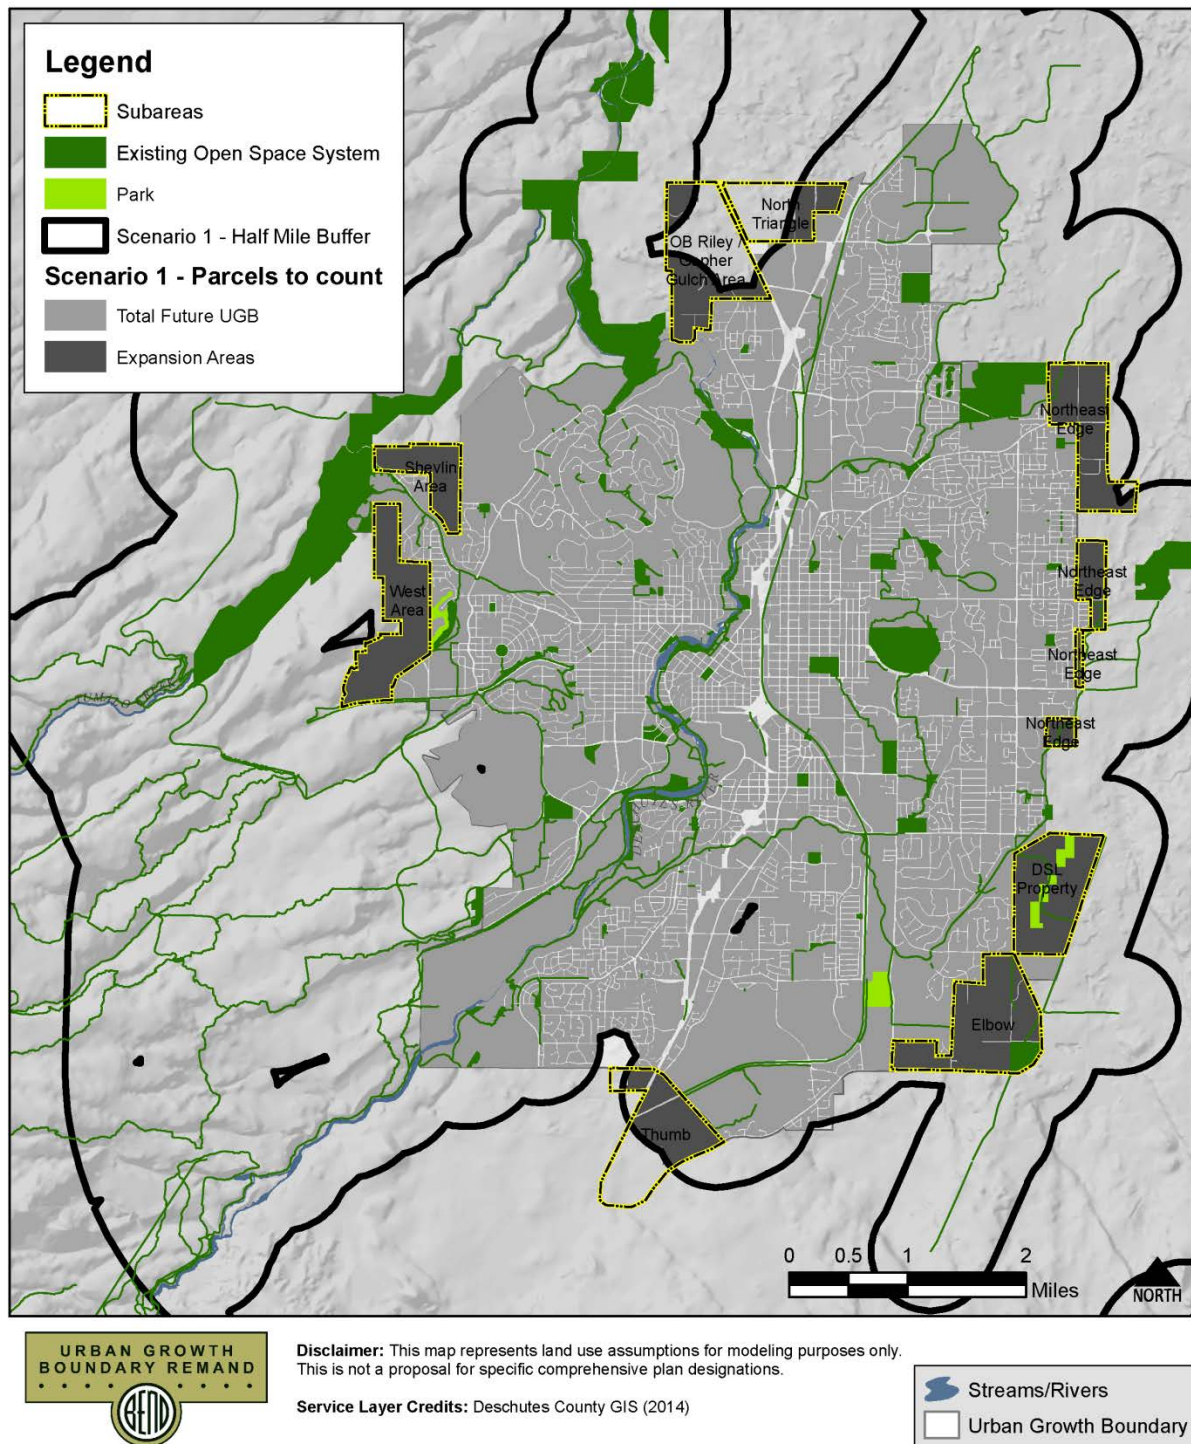 Legend
Subareas
Existing Open Space System
Park
Scenario 1 - Half Mile Buffer
Scenario 1 - Parcels to count
Total Future UGB
Expansion Areas
North
Triangle
OB Riley /
Gopher
Gulch Area
Northeast
Edge
Shevlin
Area
West
Area
Northeast
Edge
Northeast
Edge
Northeast
Edge
TUMALO CREEK
DESCHUTES RIVER
DSL
Property
Elbow
Thumb
0 0.5 1 2
Miles
NORTH
URBAN GROWTH
BOUNDARY REMAND
BEND
Disclaimer: This map represents land use assumptions for modeling purposes only.
This is not a proposal for specific comprehensive plan designations.
Service Layer Credits: Deschutes County GIS (2014)
Streams/Rivers
Urban Growth Boundary